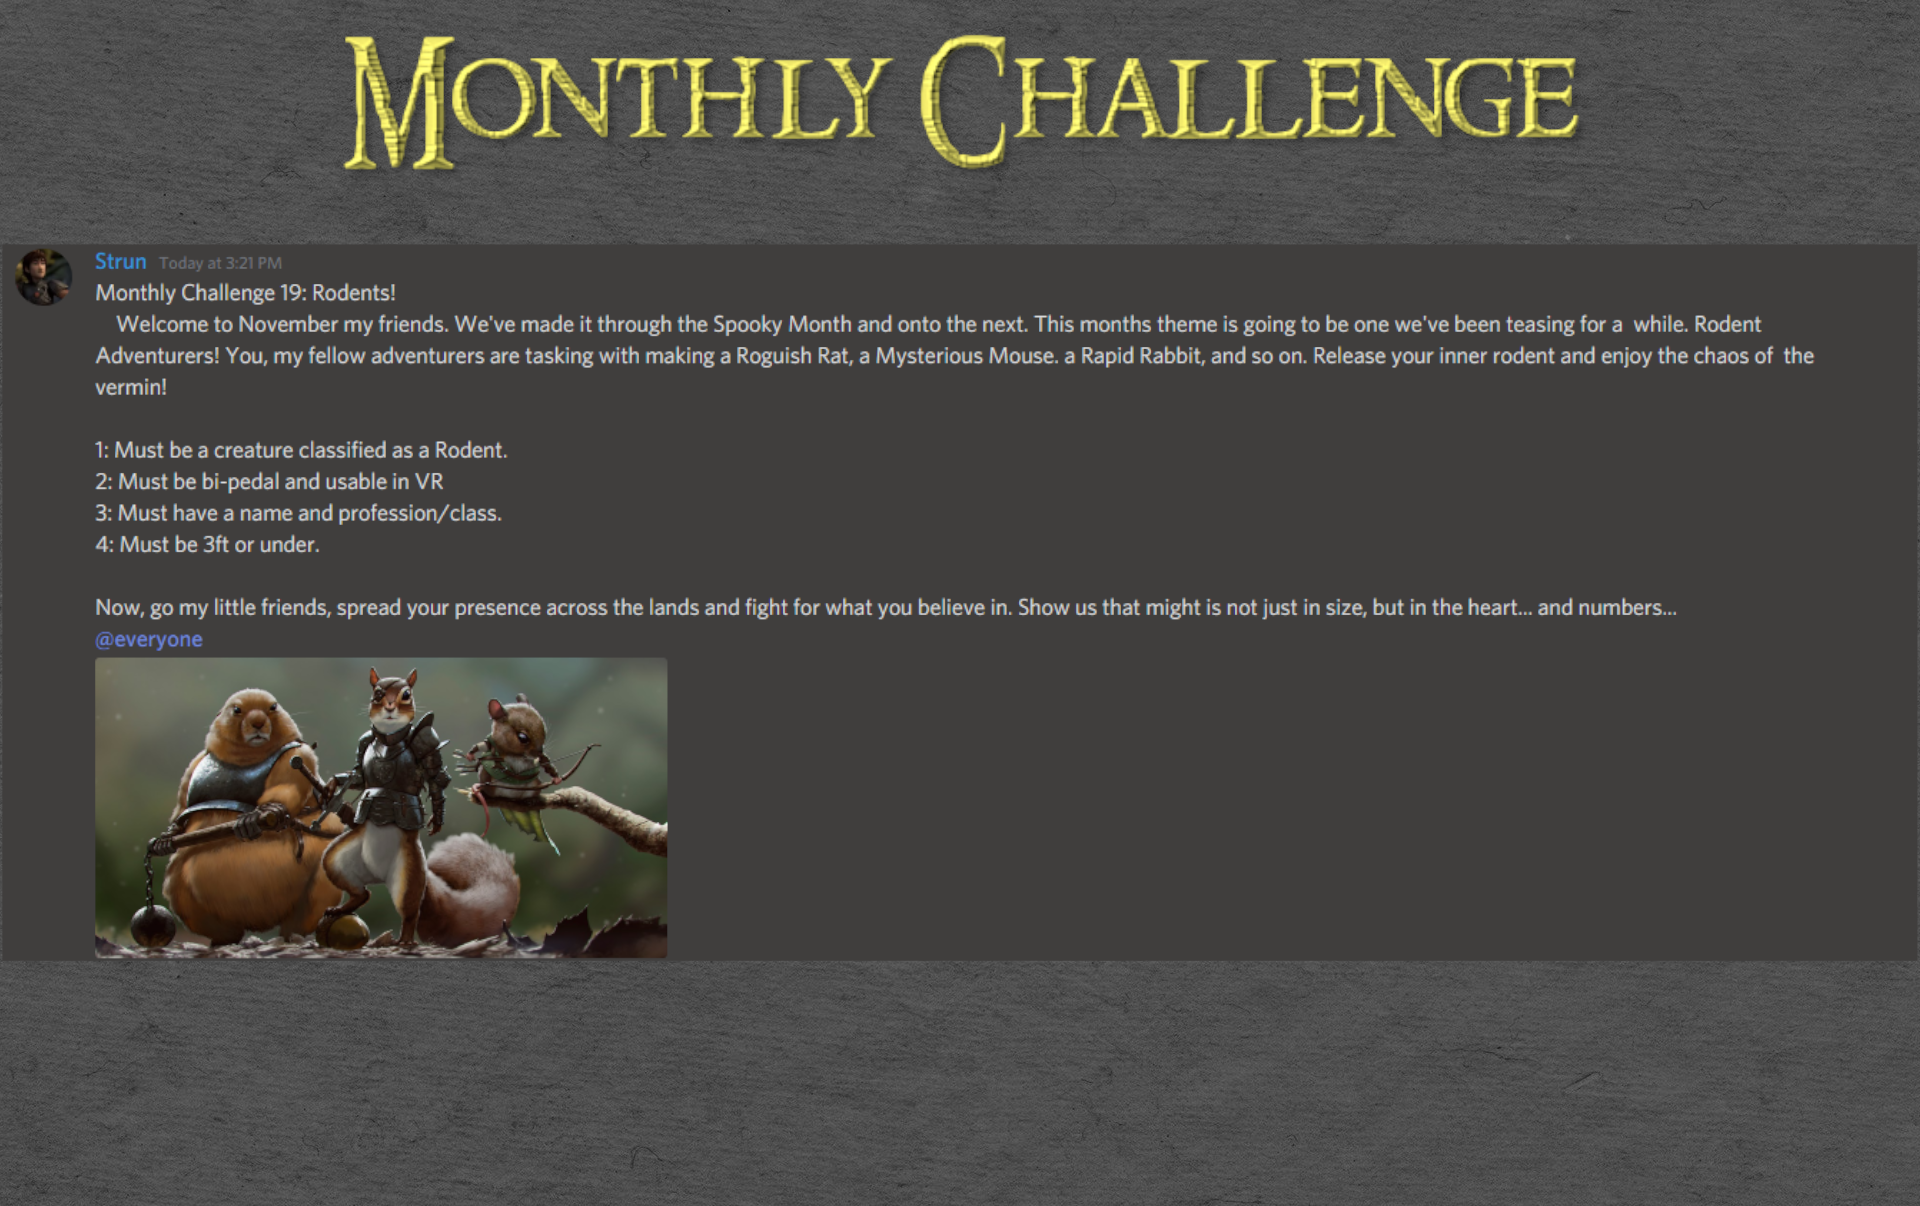 MONTHLY CHALLENGE
Strun Today at 3:21 PM
Monthly Challenge 19: Rodents!
Welcome to November my friends. We've made it through the Spooky Month and onto the next. This months theme is going to be one we've been teasing for a  while. Rodent
Adventurers! You, my fellow adventurers are tasking with making a Roguish Rat, a Mysterious Mouse. a Rapid Rabbit, and so on. Release your inner rodent and enjoy the chaos of  the
vermin!
1: Must be a creature classified as a Rodent.
2: Must be bi-pedal and usable in VR
3: Must have a name and profession/class.
4: Must be 3ft or under.
Now, go my little friends, spread your presence across the lands and fight for what you believe in. Show us that might is not just in size, but in the heart... and numbers...
@everyone